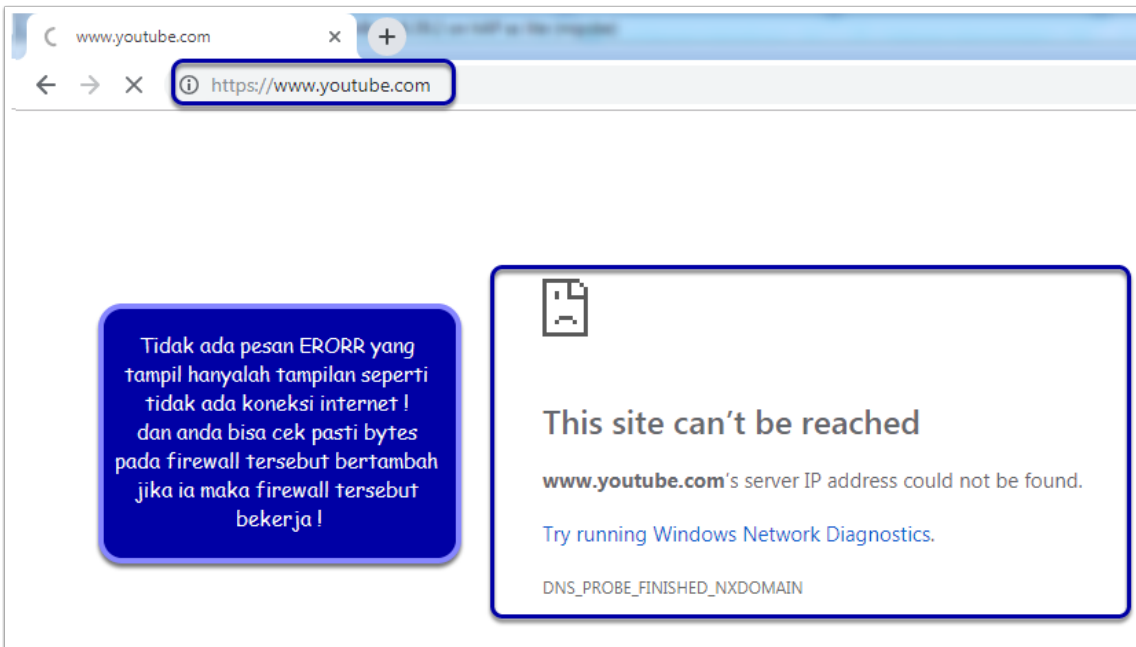 www.youtube.com
https://www.youtube.com
Tidak ada pesan ERORR yang
tampil hanyalah tampilan seperti
tidak ada koneksi internet !
dan anda bisa cek pasti bytes
pada firewall tersebut bertambah
jika ia maka firewall tersebut
bekerja !
This site can’t be reached
www.youtube.com’s server IP address could not be found.
Try running Windows Network Diagnostics.
DNS_PROBE_FINISHED_NXDOMAIN